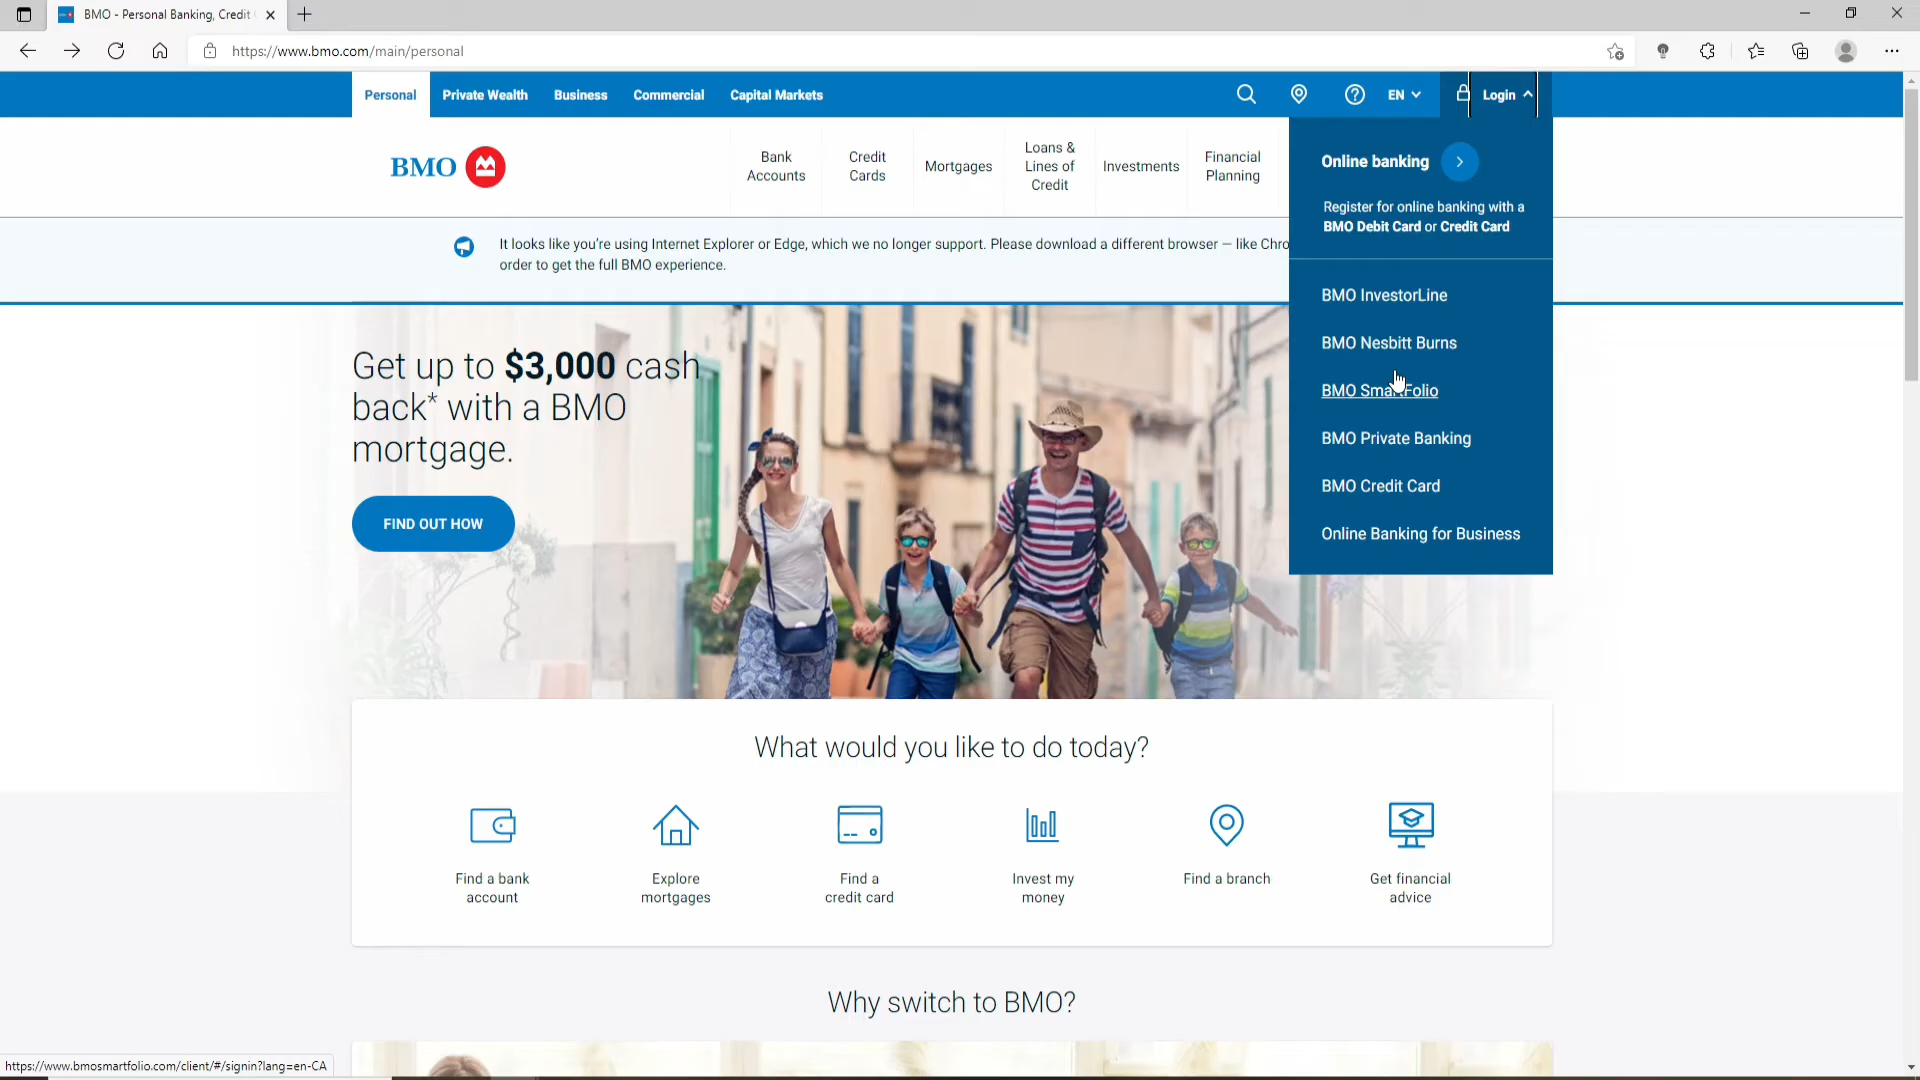 BMO - Personal Banking, Credit
https://www.bmo.com/main/personal
Personal
Private Wealth
Business
Commercial
Capital Markets
EN
Login
BMO
Bank
Accounts
Credit
Cards
Mortgages
Loans &
Lines of
Credit
Investments
Financial
Planning
Online banking
Register for online banking with a
BMO Debit Card or Credit Card
BMO InvestorLine
BMO Nesbitt Burns
BMO SmartFolio
BMO Private Banking
BMO Credit Card
Online Banking for Business
It looks like you're using Internet Explorer or Edge, which we no longer support. Please download a different browser — like Chro
order to get the full BMO experience.
Get up to $3,000 cash
back* with a BMO
mortgage.
FIND OUT HOW
What would you like to do today?
Find a bank
account
Explore
mortgages
Find a
credit card
Invest my
money
Find a branch
Get financial
advice
Why switch to BMO?
https://www.bmosmartfolio.com/client/#/signin?lang=en-CA